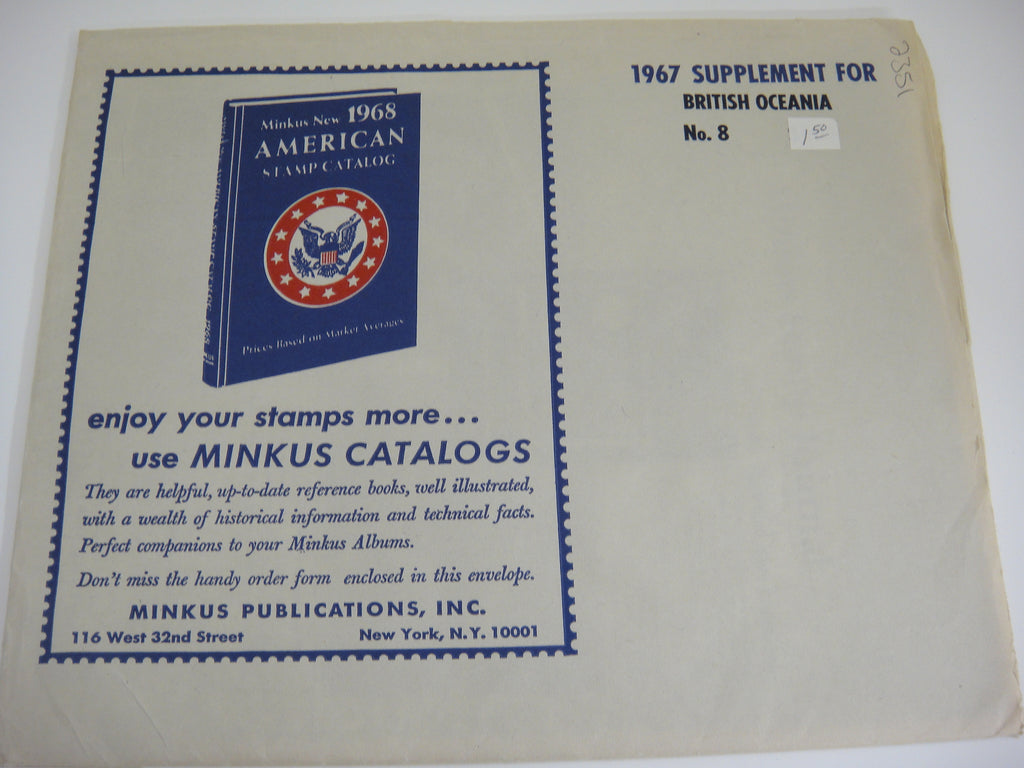 Minkus New 1968
AMERICAN
STAMP CATALOG
Prices Based on Market Averages
enjoy your stamps more...
use MINKUS CATALOGS
They are helpful, up-to-date reference books, well illustrated,
with a wealth of historical information and technical facts.
Perfect companions to your Minkus Albums.
Don't miss the handy order form enclosed in this envelope.
MINKUS PUBLICATIONS, INC.
116 West 32nd Street New York, N.Y. 10001
1967 SUPPLEMENT FOR
BRITISH OCEANIA
No. 8
1 50